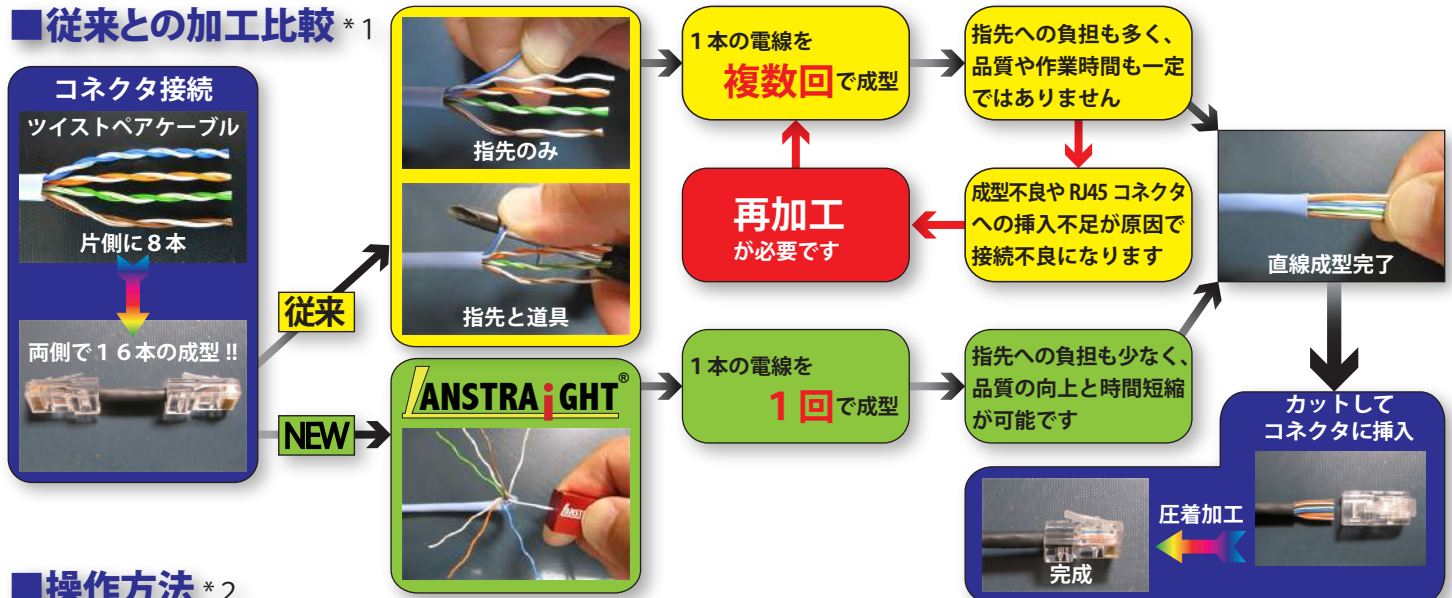 ■従来との加工比較 *1
コネクタ接続
ツイストペアケーブル
片側に8本
両側で16本の成型!!
従来
NEW
指先のみ
指先と道具
LANSTRAiGHT®
LANST
1本の電線を
複数回で成型
指先への負担も多く、
品質や作業時間も一定
ではありません
再加工
が必要です
成型不良や RJ45 コネクタ
への挿入不足が原因で
接続不良になります
1本の電線を
1回で成型
指先への負担も少なく、
品質の向上と時間短縮
が可能です
直線成型完了
カットして
コネクタに挿入
圧着加工
完成
■操作方法 *2